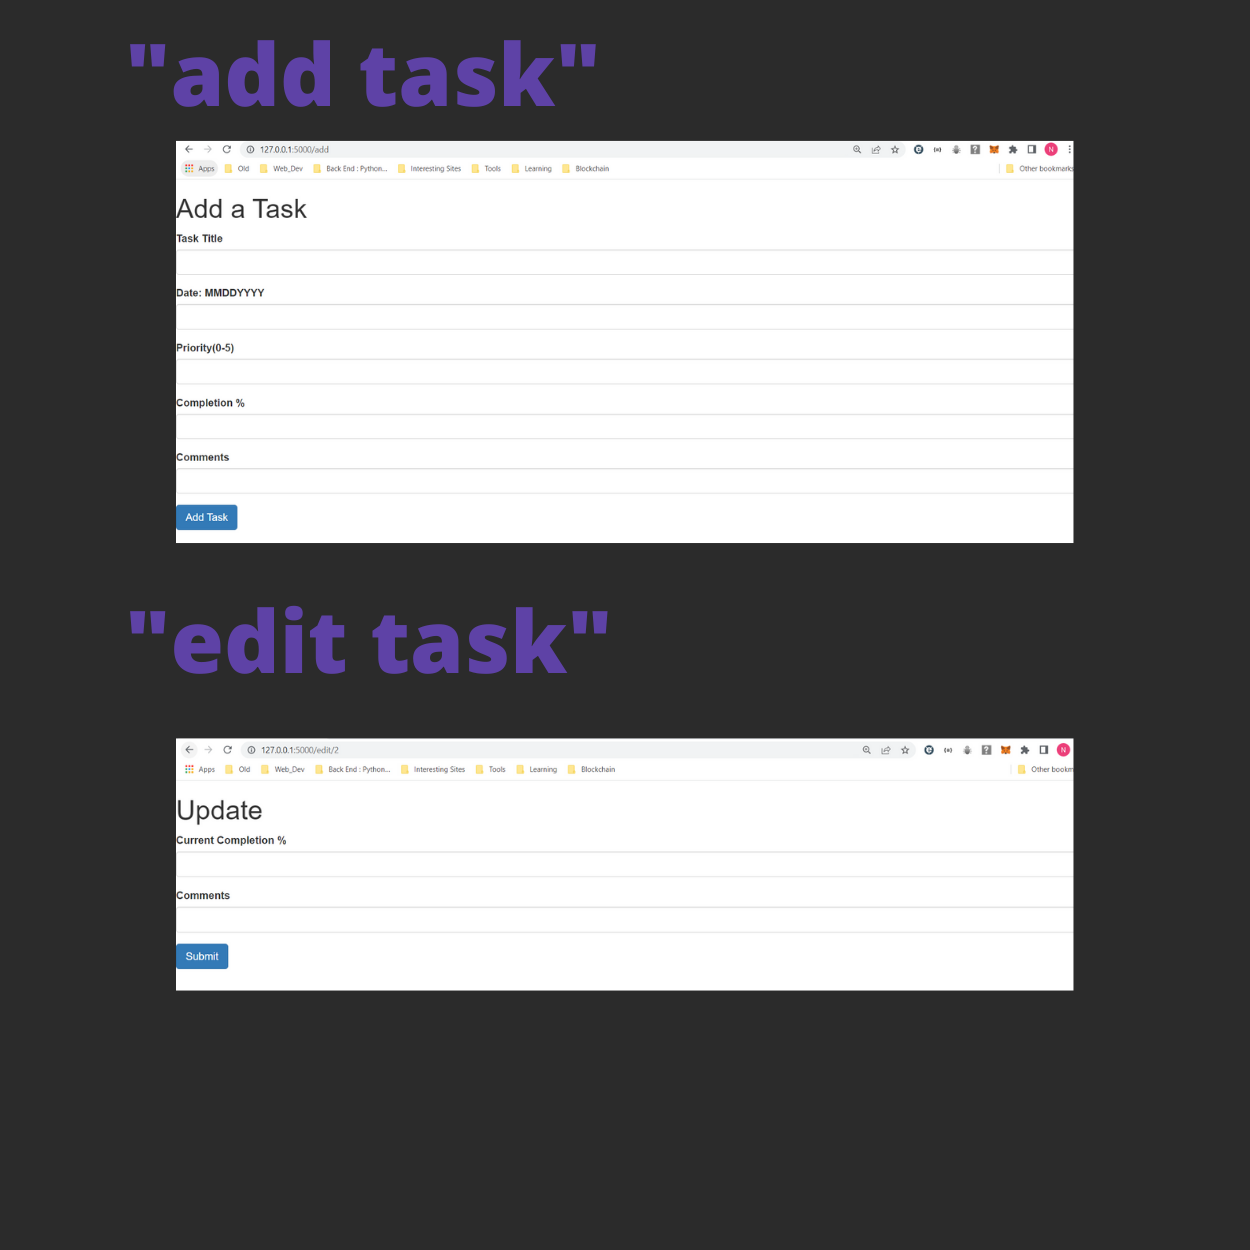 "add task"
127.0.0.1:5000/add
Apps Old Web_Dev Back End : Python... Interesting Sites Tools Learning Blockchain Other bookmarks
Add a Task
Task Title
Date: MMDDYYYY
Priority(0-5)
Completion %
Comments
Add Task
"edit task"
127.0.0.1:5000/edit/2
N
Apps Old Web_Dev Back End : Python... Interesting Sites Tools Learning Blockchain Other bookm
Update
Current Completion %
Comments
Submit